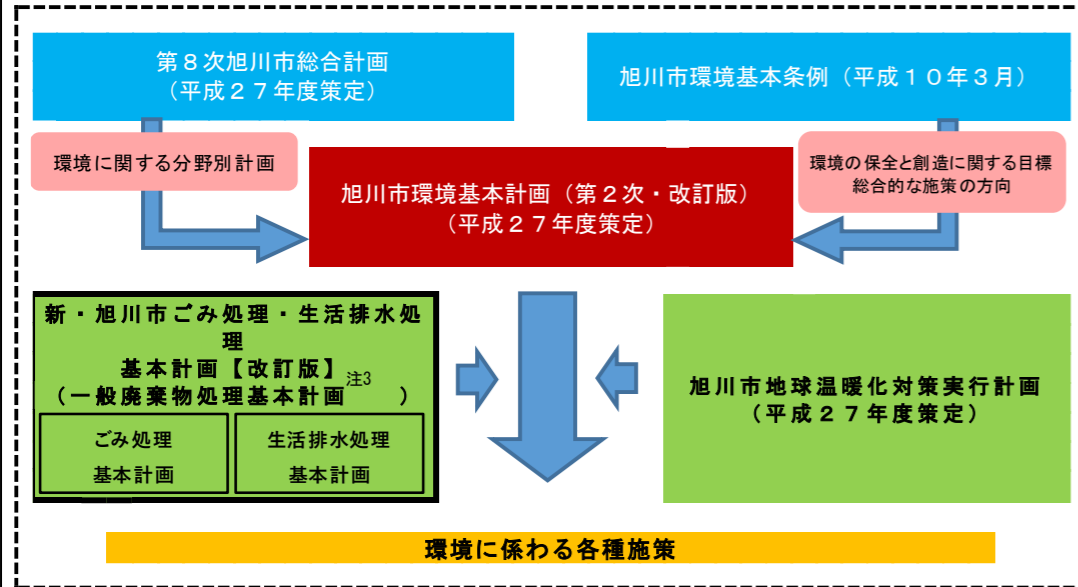 第８次旭川市総合計画
（平成２７年度策定）
旭川市環境基本条例（平成１０年３月）
環境に関する分野別計画
環境の保全と創造に関する目標
総合的な施策の方向
旭川市環境基本計画（第２次・改訂版）
（平成２７年度策定）
新・旭川市ごみ処理・生活排水処
理
基本計画【改訂版】
（一般廃棄物処理基本計画注3）
ごみ処理
基本計画
生活排水処理
基本計画
旭川市地球温暖化対策実行計画
（平成２７年度策定）
環境に係わる各種施策